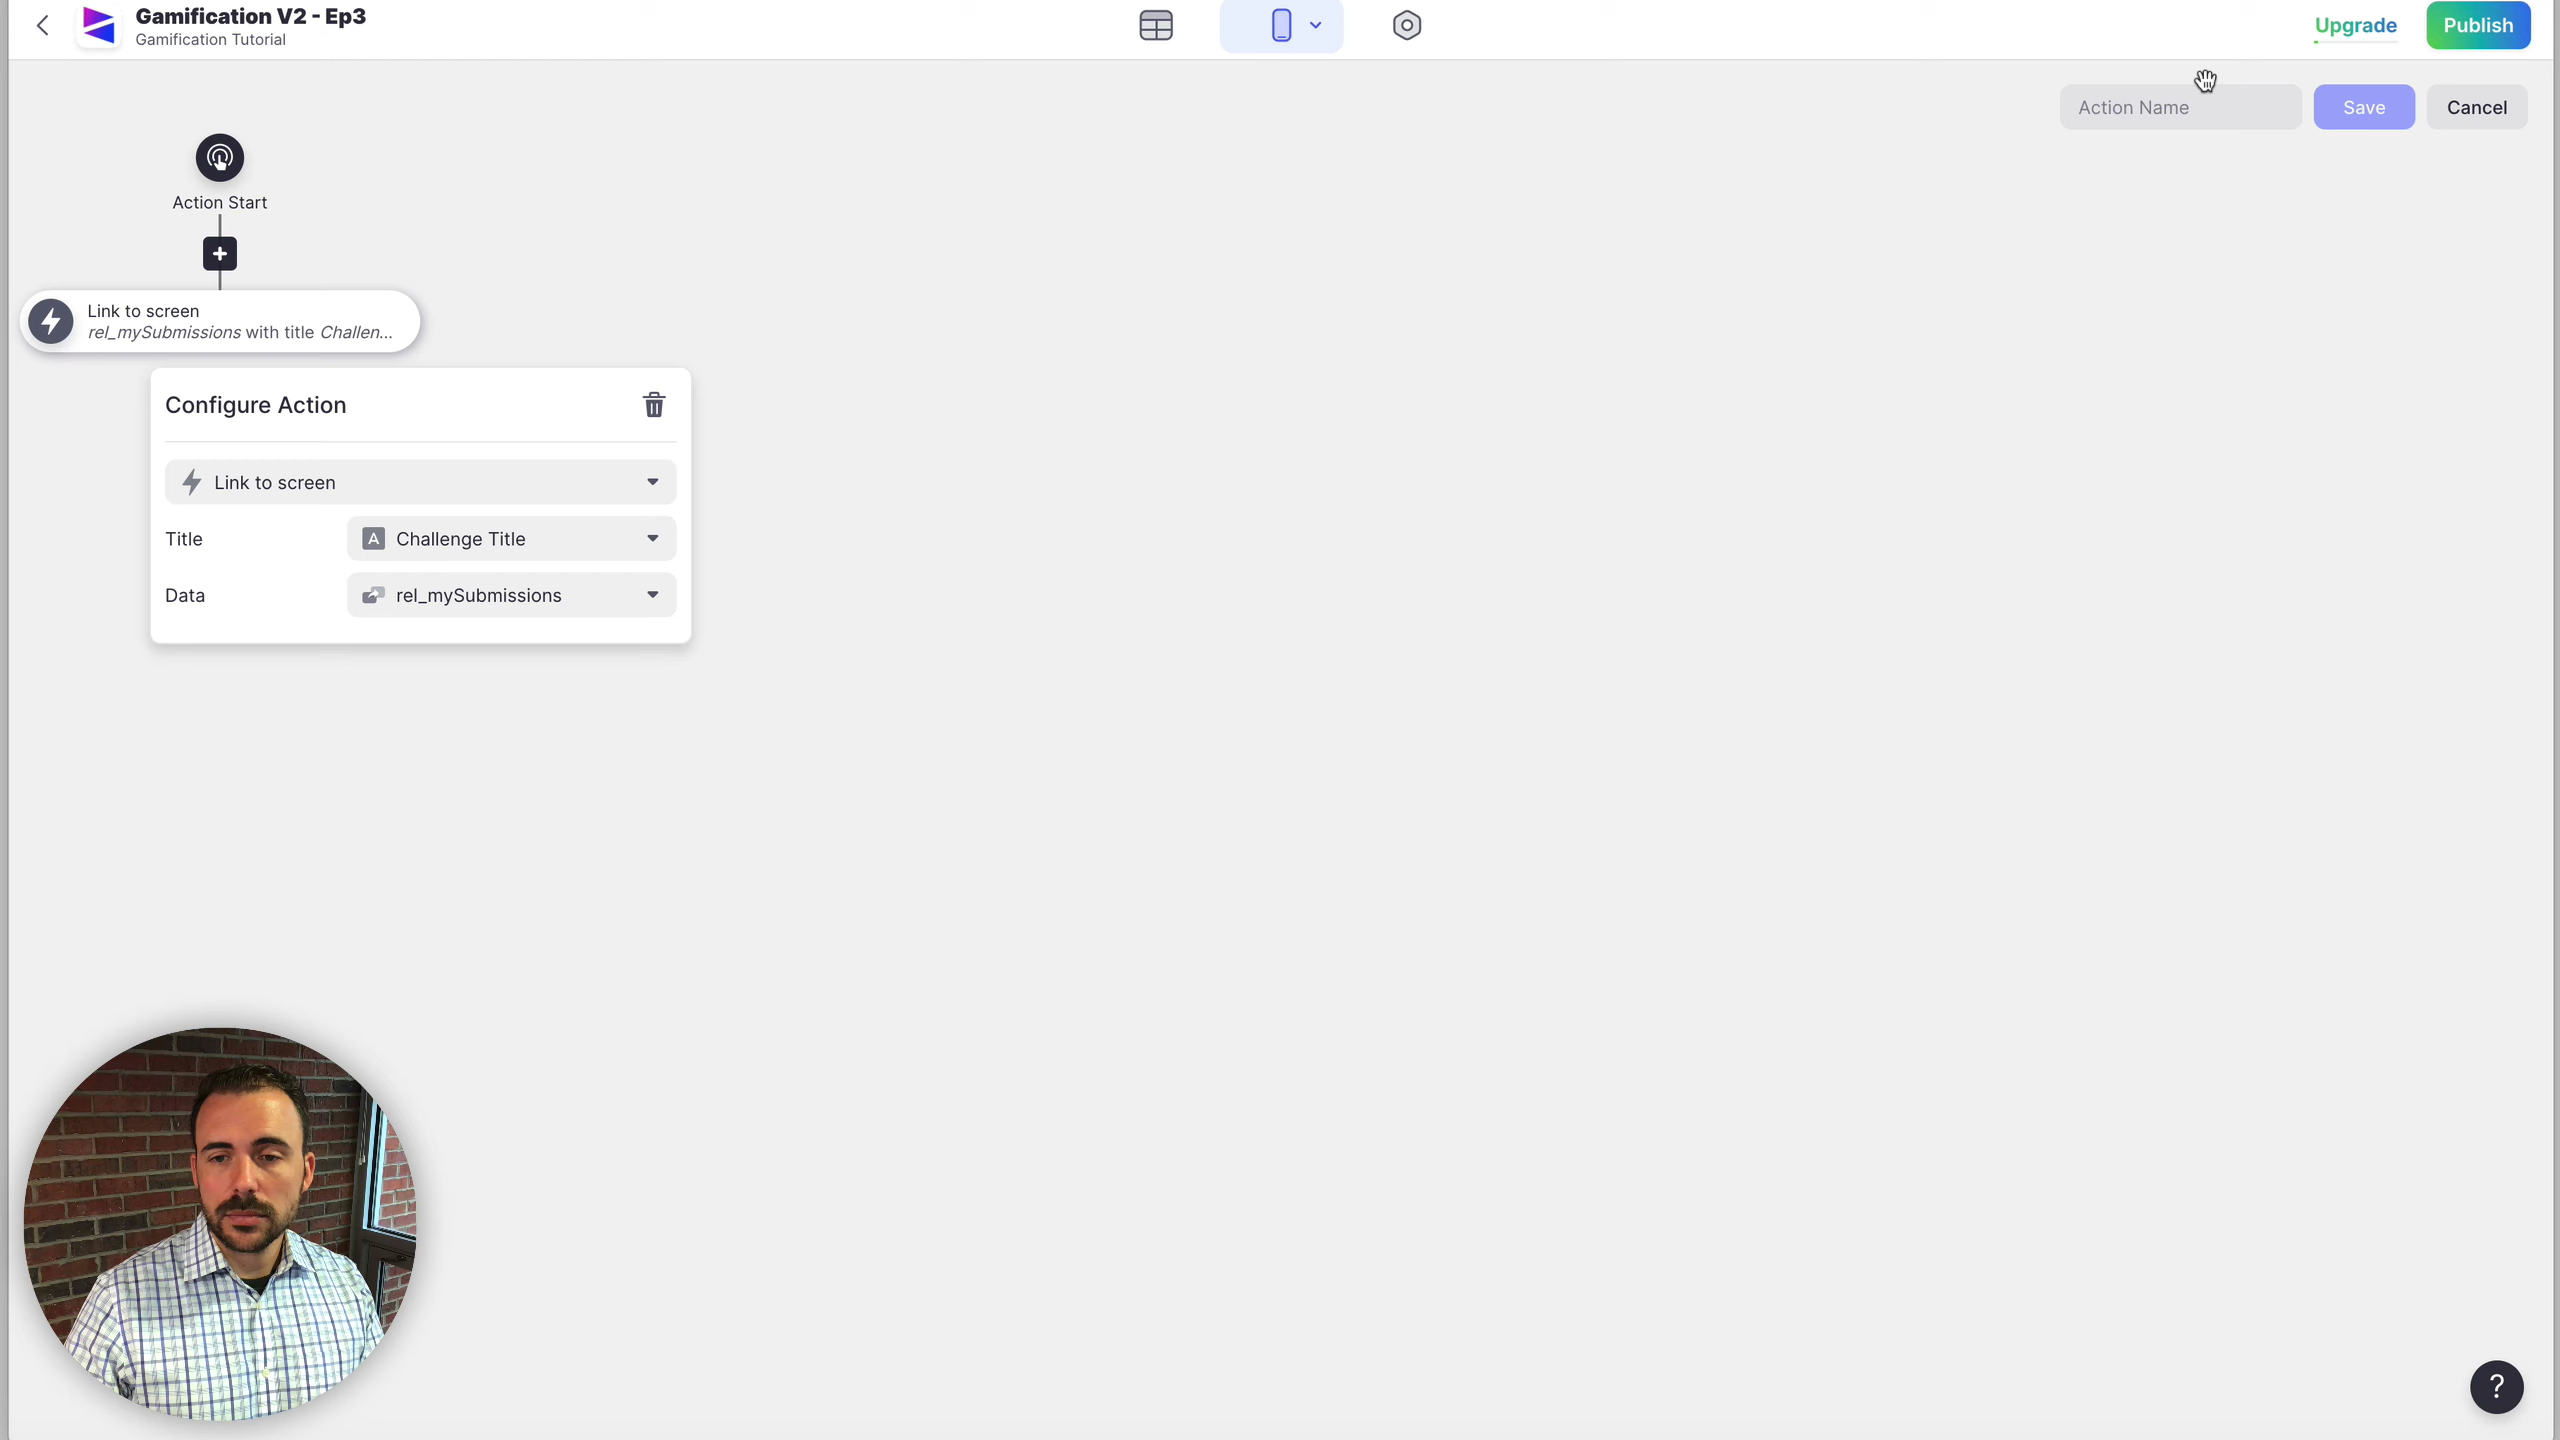 Gamification V2 - Ep3
Gamification Tutorial
Upgrade
Publish
Action Name
Save
Cancel
Action Start
Link to screen
rel_mySubmissions with title Challen...
Configure Action
Link to screen
Title
A Challenge Title
Data
rel_mySubmissions
?